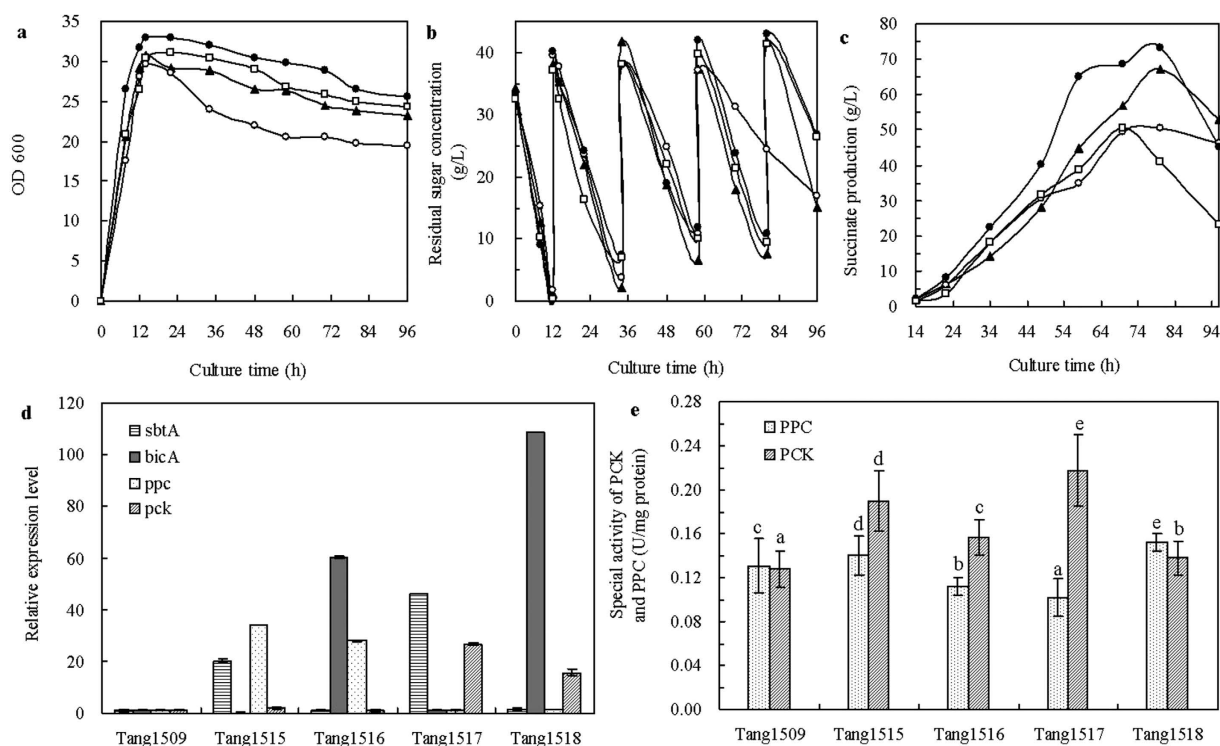 a
35
30
25
20
15
10
5
0
OD 600
0 12 24 36 48 60 72 84 96
Culture time (h)
b
50
40
30
20
10
0
Residual sugar concentration
(g/L)
0 12 24 36 48 60 72 84 96
Culture time (h)
c
80
70
60
50
40
30
20
10
0
Succinate production (g/L)
14 24 34 44 54 64 74 84 94
Culture time (h)
d
120
100
80
60
40
20
0
Relative expression level
sbtA
bicA
ppc
pck
Tang1509 Tang1515 Tang1516 Tang1517 Tang1518
e
0.28
0.24
0.20
0.16
0.12
0.08
0.04
0.00
Special activity of PCK
and PPC (U/mg protein)
PPC
PCK
c a d d b c a e e b
Tang1509 Tang1515 Tang1516 Tang1517 Tang1518